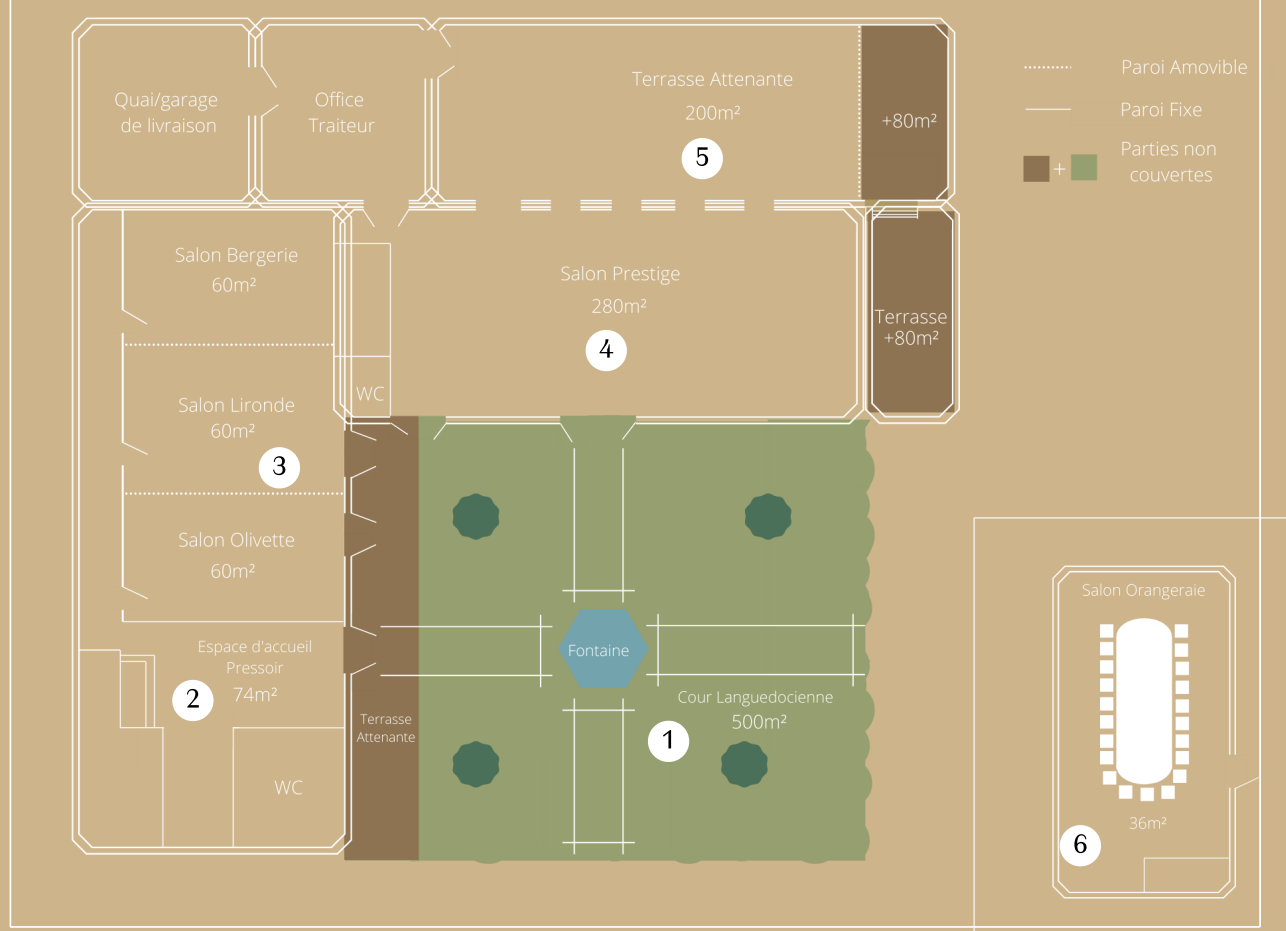 Quai/garage
de livraison
Office
Traiteur
Terrasse Attenante
200m²
5
+80m²
Paroi Amovible
Paroi Fixe
+
Parties non
couvertes
Salon Bergerie
60m²
Salon Prestige
280m²
4
Terrasse
+80m²
WC
Salon Lironde
60m²
3
Salon Olivette
60m²
Espace d'accueil
Pressoir
74m²
2
WC
Terrasse
Attenante
Fontaine
Cour Languedocienne
500m²
1
Salon Orangeraie
36m²
6